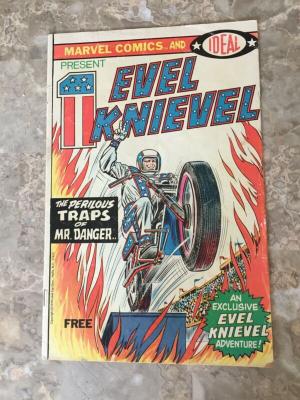 MARVEL COMICS... AND
IDEAL
PRESENT
1
EVEL
KNIEVEL
THE PERILOUS
TRAPS
OF
MR. DANGER..
FREE
AN
EXCLUSIVE
EVEL
KNIEVEL
ADVENTURE!